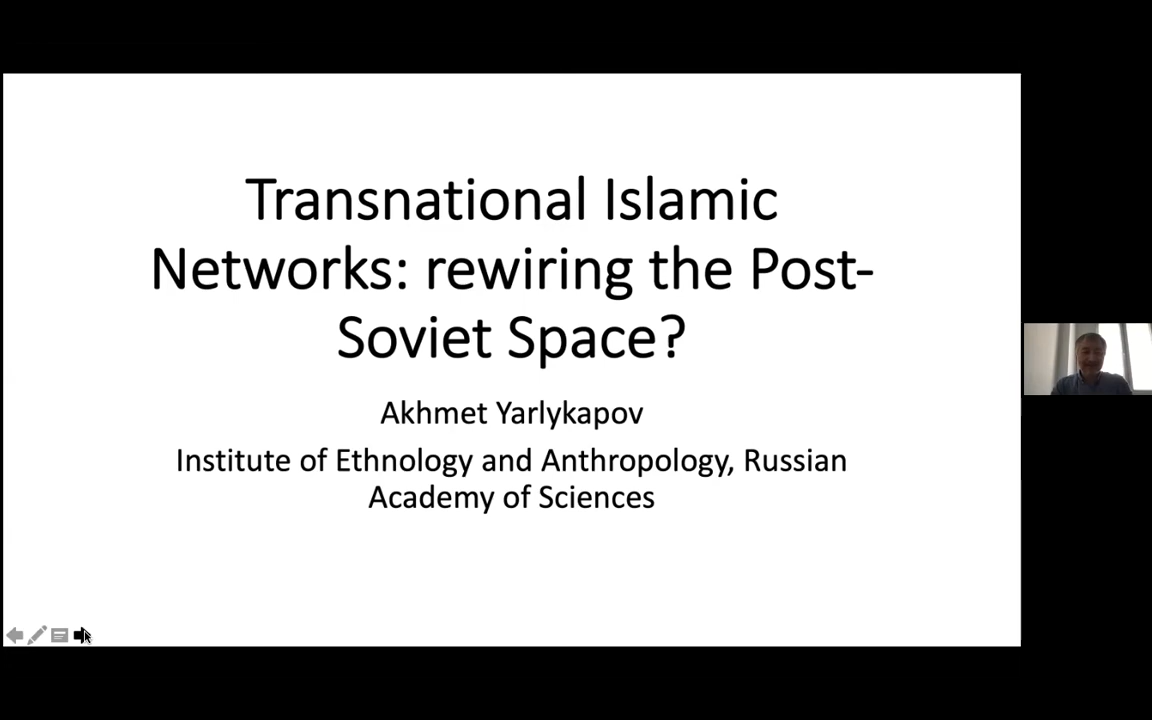 Transnational Islamic
Networks: rewiring the Post-
Soviet Space?
Akhmet Yarlykapov
Institute of Ethnology and Anthropology, Russian
Academy of Sciences